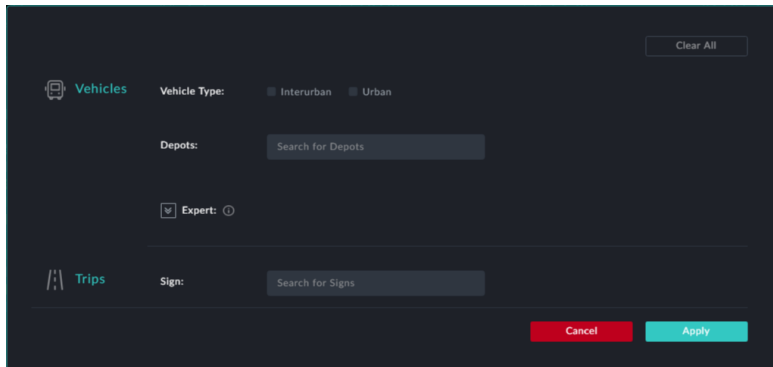 Clear All
Vehicles
Vehicle Type:
Interurban
Urban
Depots:
Search for Depots
Expert:
Trips
Sign:
Search for Signs
Cancel
Apply